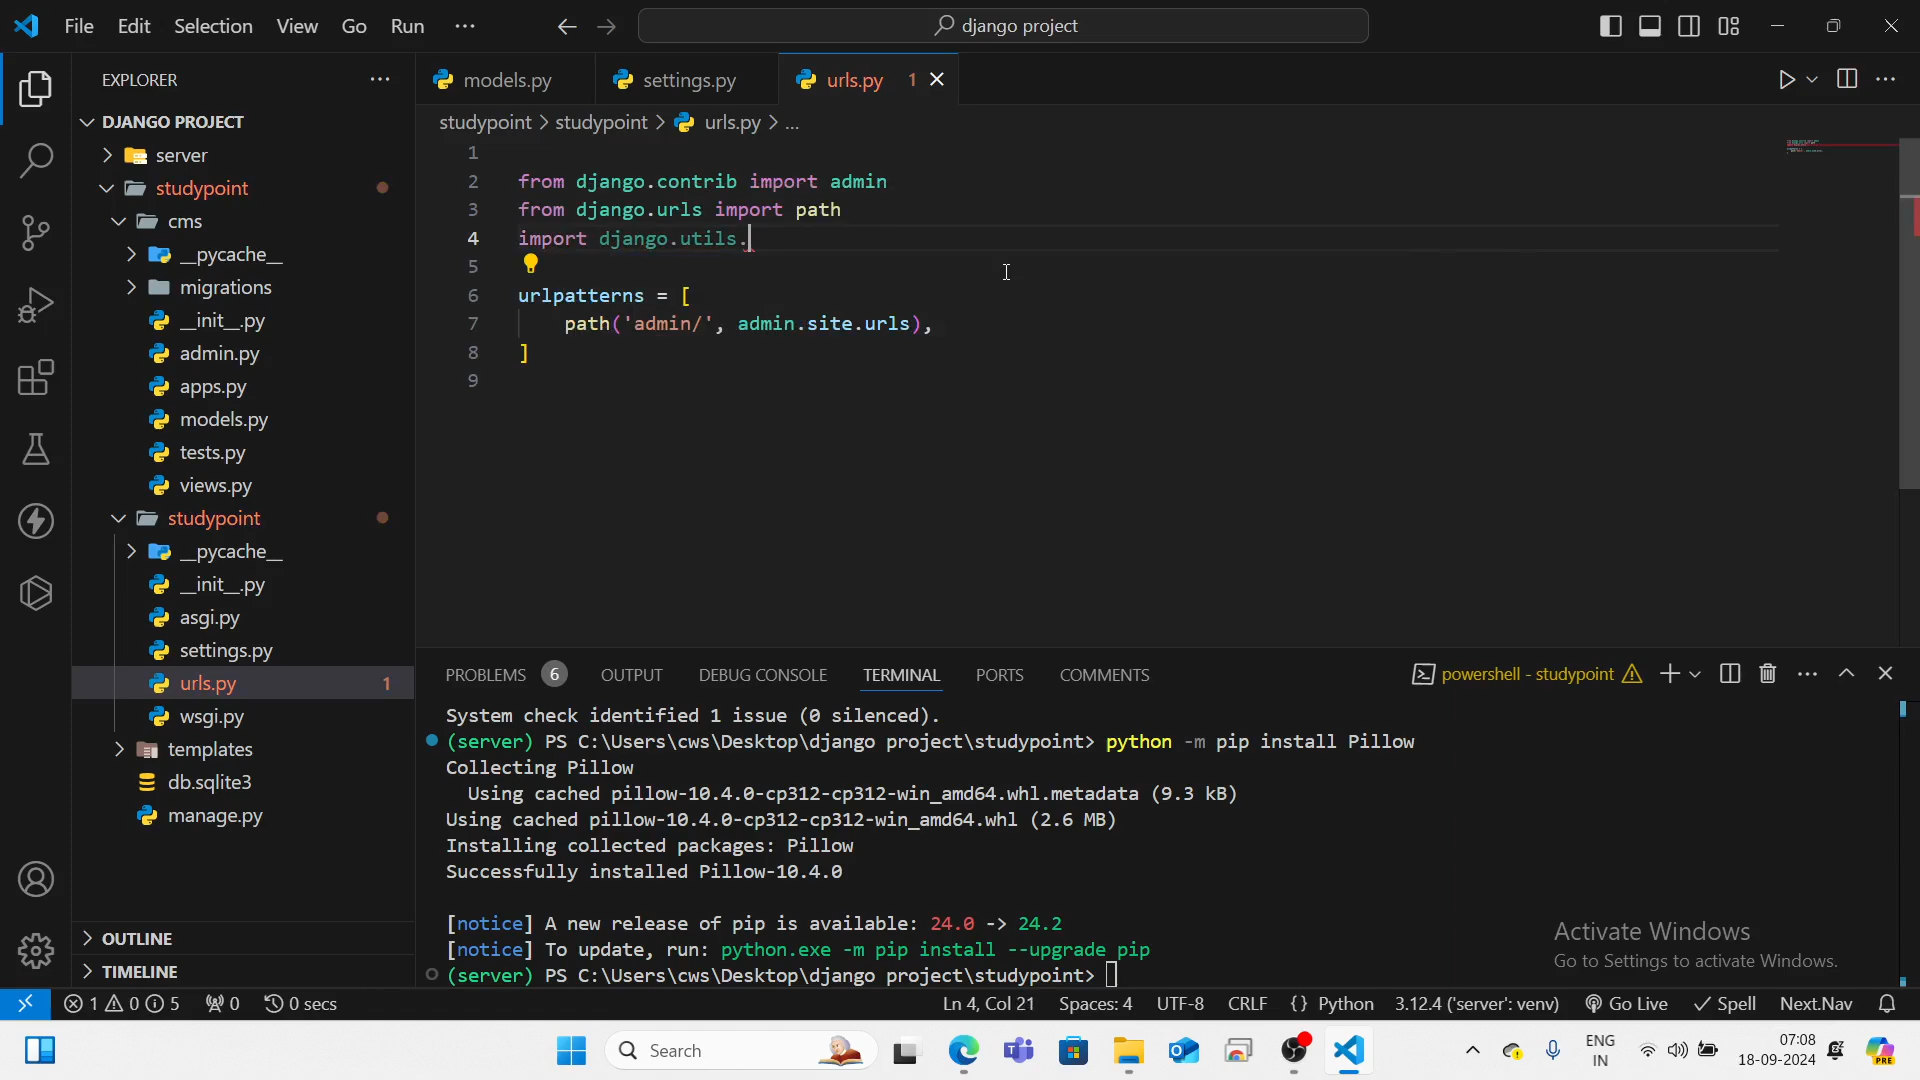 File Edit Selection View Go Run ...
django project
EXPLORER ...
DJANGO PROJECT
server
studypoint
cms
__pycache__
migrations
__init__.py
admin.py
apps.py
models.py
tests.py
views.py
studypoint
__pycache__
__init__.py
asgi.py
settings.py
urls.py 1
wsgi.py
templates
db.sqlite3
manage.py
OUTLINE
TIMELINE
models.py settings.py urls.py 1
studypoint > studypoint > urls.py > ...
1
2 from django.contrib import admin
3 from django.urls import path
4 import django.utils.
5
6 urlpatterns = [
7 path('admin/', admin.site.urls),
8 ]
9
PROBLEMS 6 OUTPUT DEBUG CONSOLE TERMINAL PORTS COMMENTS powershell - studypoint
System check identified 1 issue (0 silenced).
(server) PS C:\Users\cws\Desktop\django project\studypoint> python -m pip install Pillow
Collecting Pillow
Using cached pillow-10.4.0-cp312-cp312-win_amd64.whl.metadata (9.3 kB)
Using cached pillow-10.4.0-cp312-cp312-win_amd64.whl (2.6 MB)
Installing collected packages: Pillow
Successfully installed Pillow-10.4.0
[notice] A new release of pip is available: 24.0 -> 24.2
[notice] To update, run: python.exe -m pip install --upgrade pip
(server) PS C:\Users\cws\Desktop\django project\studypoint>
Activate Windows
Go to Settings to activate Windows.
1 0 5 0 0 secs Ln 4, Col 21 Spaces: 4 UTF-8 CRLF {} Python 3.12.4 ('server': venv) Go Live Spell Next.Nav
Search
ENG
IN
07:08
18-09-2024
PRE